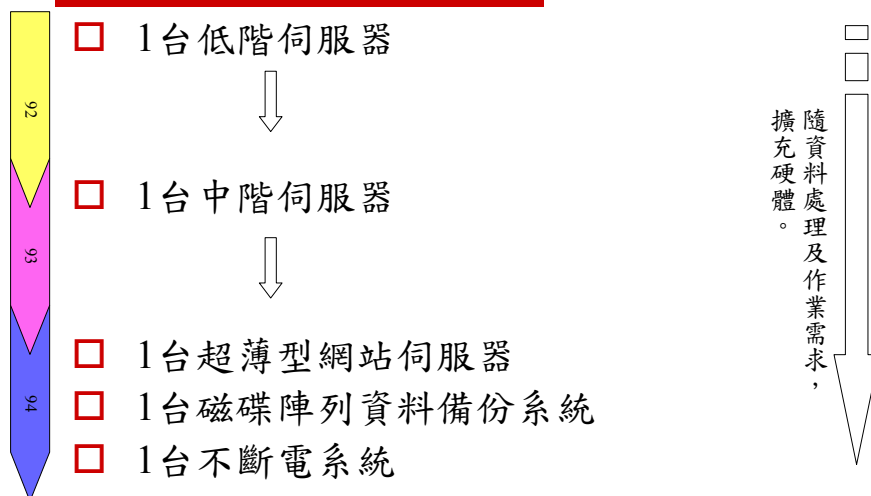 1台低階伺服器
92
1台中階伺服器
93
1台超薄型網站伺服器
1台磁碟陣列資料備份系統
94
1台不斷電系統
隨資料處理及作業需求，
擴充硬體。